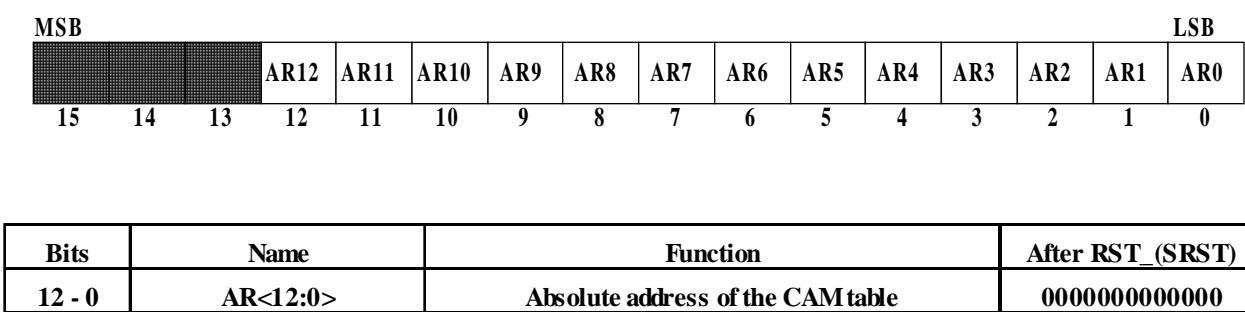 MSB LSB
AR12 AR11 AR10 AR9 AR8 AR7 AR6 AR5 AR4 AR3 AR2 AR1 AR0
15 14 13 12 11 10 9 8 7 6 5 4 3 2 1 0
Bits Name Function After RST_(SRST)
12 - 0 AR<12:0> Absolute address of the CAM table 0000000000000